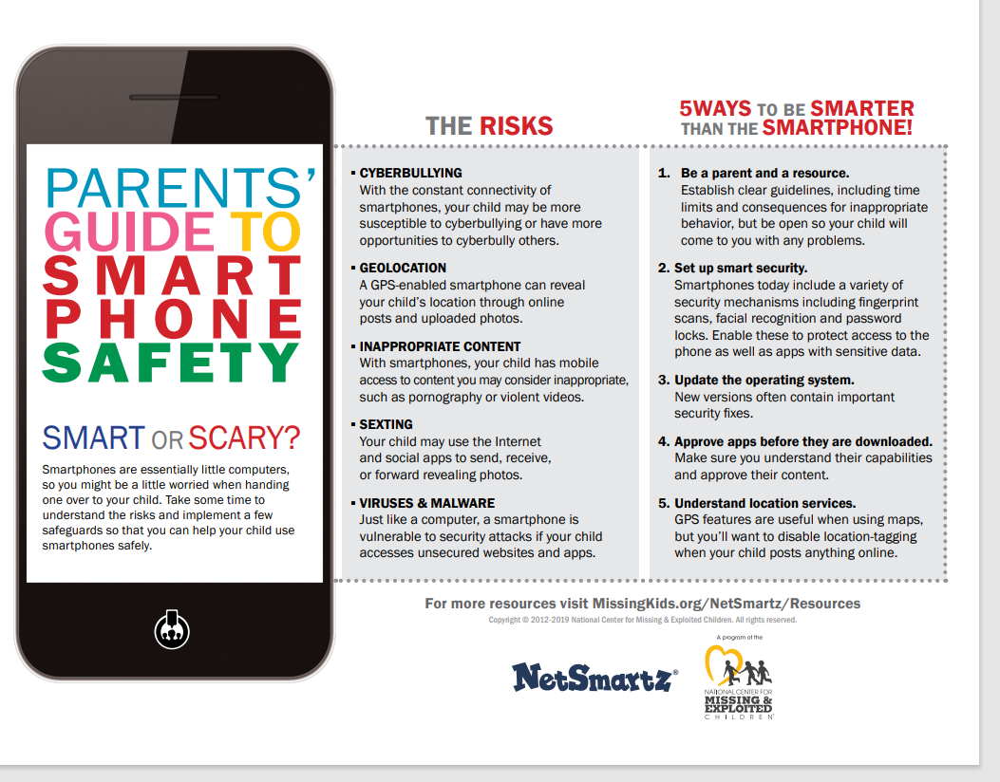 PARENTS'
GUIDE TO
SMART
PHONE
SAFETY
SMART OR SCARY?
Smartphones are essentially little computers,
so you might be a little worried when handing
one over to your child. Take some time to
understand the risks and implement a few
safeguards so that you can help your child use
smartphones safely.
THE RISKS
▪ CYBERBULLYING
With the constant connectivity of
smartphones, your child may be more
susceptible to cyberbullying or have more
opportunities to cyberbully others.
▪ GEOLOCATION
A GPS-enabled smartphone can reveal
your child's location through online
posts and uploaded photos.
▪ INAPPROPRIATE CONTENT
With smartphones, your child has mobile
access to content you may consider inappropriate,
such as pornography or violent videos.
▪ SEXTING
Your child may use the Internet
and social apps to send, receive,
or forward revealing photos.
▪ VIRUSES & MALWARE
Just like a computer, a smartphone is
vulnerable to security attacks if your child
accesses unsecured websites and apps.
5WAYS TO BE SMARTER
THAN THE SMARTPHONE!
1. Be a parent and a resource.
Establish clear guidelines, including time
limits and consequences for inappropriate
behavior, but be open so your child will
come to you with any problems.
2. Set up smart security.
Smartphones today include a variety of
security mechanisms including fingerprint
scans, facial recognition and password
locks. Enable these to protect access to the
phone as well as apps with sensitive data.
3. Update the operating system.
New versions often contain important
security fixes.
4. Approve apps before they are downloaded.
Make sure you understand their capabilities
and approve their content.
5. Understand location services.
GPS features are useful when using maps,
but you'll want to disable location-tagging
when your child posts anything online.
For more resources visit MissingKids.org/NetSmartz/Resources
Copyright © 2012-2019 National Center for Missing & Exploited Children. All rights reserved.
NetSmartz®
A program of the
NATIONAL CENTER FOR
MISSING &
EXPLOITED
CHILDREN®